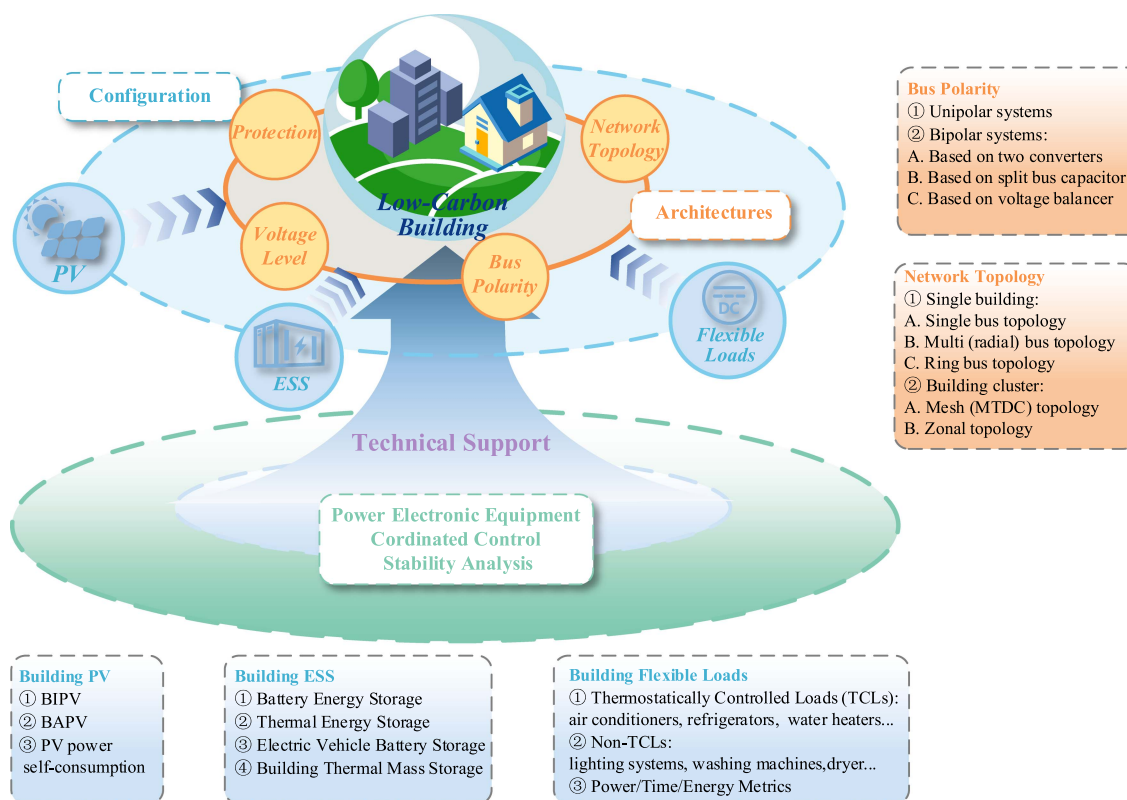 Configuration
Protection
Network
Topology
Low-Carbon
Building
Architectures
PV
Voltage
Level
Bus
Polarity
ESS
DC
Flexible
Loads
Technical Support
Power Electronic Equipment
Cordinated Control
Stability Analysis
Bus Polarity
① Unipolar systems
② Bipolar systems:
A. Based on two converters
B. Based on split bus capacitor
C. Based on voltage balancer
Network Topology
① Single building:
A. Single bus topology
B. Multi (radial) bus topology
C. Ring bus topology
② Building cluster:
A. Mesh (MTDC) topology
B. Zonal topology
Building PV
① BIPV
② BAPV
③ PV power
self-consumption
Building ESS
① Battery Energy Storage
② Thermal Energy Storage
③ Electric Vehicle Battery Storage
④ Building Thermal Mass Storage
Building Flexible Loads
① Thermostatically Controlled Loads (TCLs):
air conditioners, refrigerators, water heaters...
② Non-TCLs:
lighting systems, washing machines,dryer...
③ Power/Time/Energy Metrics